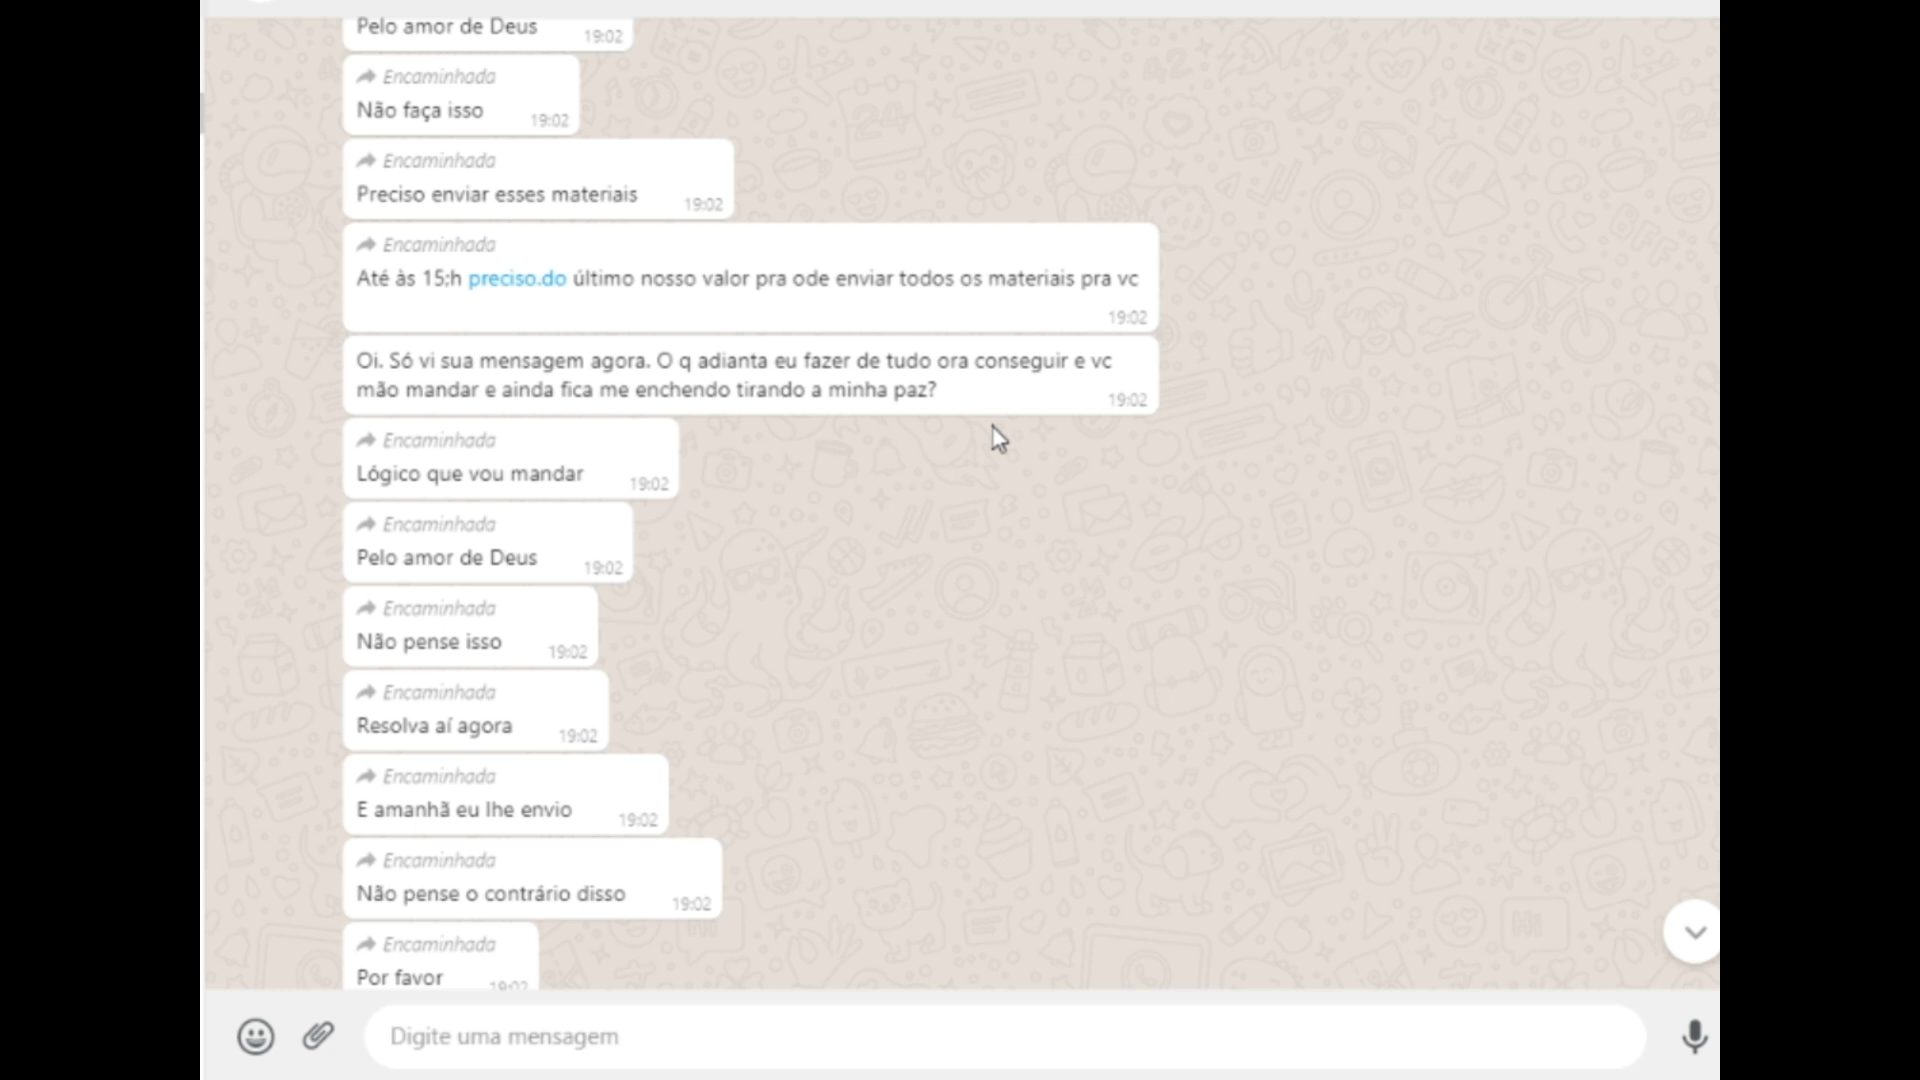 Pelo amor de Deus
19:02
Encaminhada
Não faça isso
19:02
Encaminhada
Preciso enviar esses materiais
19:02
Encaminhada
Até às 15;h preciso.do último nosso valor pra ode enviar todos os materiais pra vc
19:02
Oi. Só vi sua mensagem agora. O q adianta eu fazer de tudo ora conseguir e vc
mão mandar e ainda fica me enchendo tirando a minha paz?
19:02
Encaminhada
Lógico que vou mandar
19:02
Encaminhada
Pelo amor de Deus
19:02
Encaminhada
Não pense isso
19:02
Encaminhada
Resolva aí agora
19:02
Encaminhada
E amanhã eu lhe envio
19:02
Encaminhada
Não pense o contrário disso
19:02
Encaminhada
Por favor
19:02
Digite uma mensagem